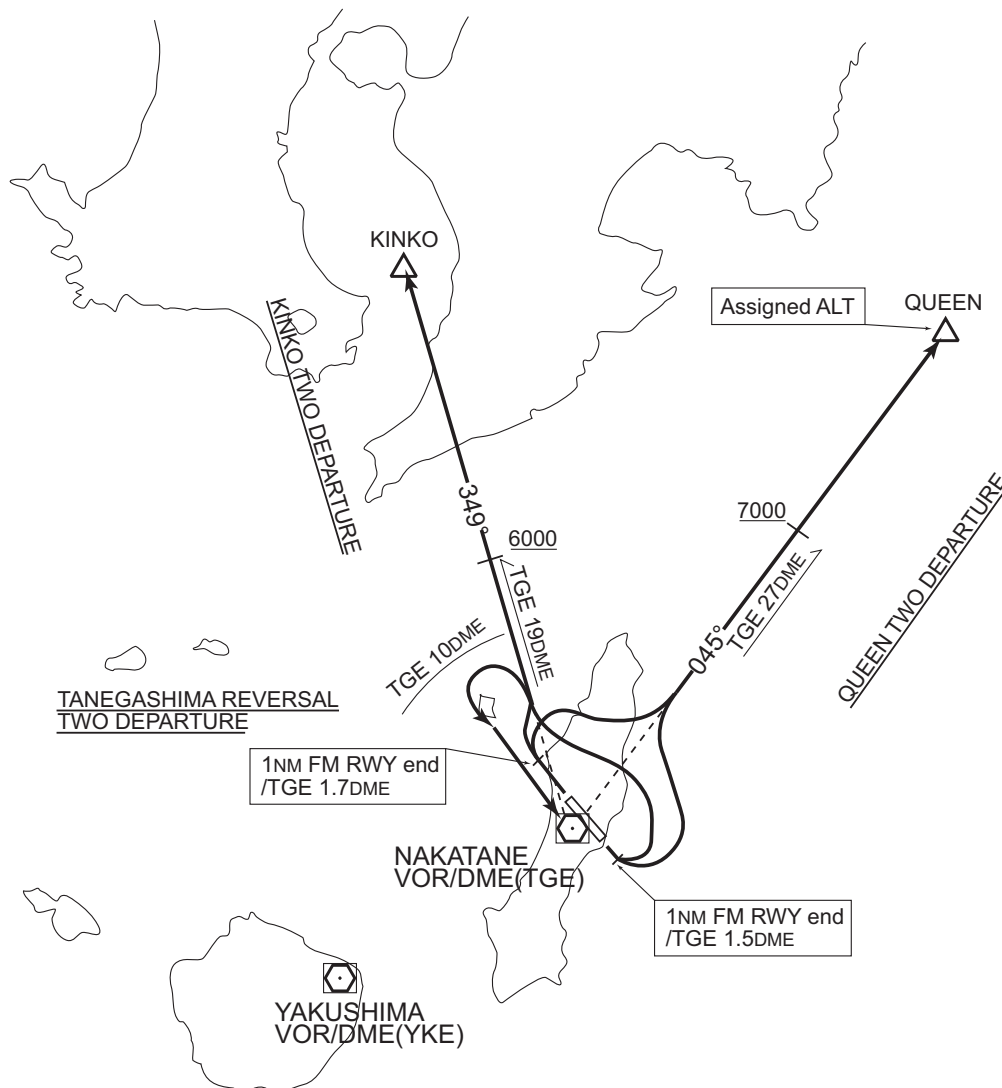 KINKO
Assigned ALT
QUEEN
KINKO TWO DEPARTURE
349°
6000
TGE 19DME
7000
TGE 27DME
045°
QUEEN TWO DEPARTURE
TGE 10DME
TANEGASHIMA REVERSAL
TWO DEPARTURE
1NM FM RWY end
/TGE 1.7DME
NAKATANE
VOR/DME(TGE)
1NM FM RWY end
/TGE 1.5DME
YAKUSHIMA
VOR/DME(YKE)